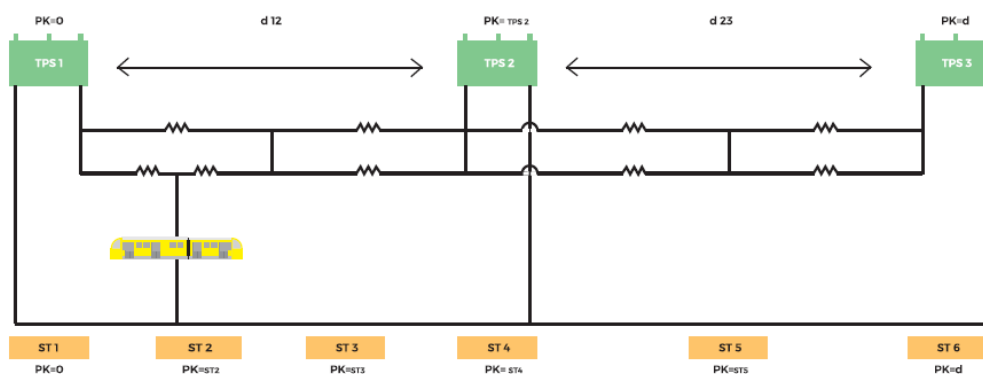 PK=0 d 12 PK= TPS 2 d 23 PK=d
TPS 1 TPS 2 TPS 3
ST 1 ST 2 ST 3 ST 4 ST 5 ST 6
PK=0 PK=ST2 PK=ST3 PK= ST4 PK=ST5 PK=d